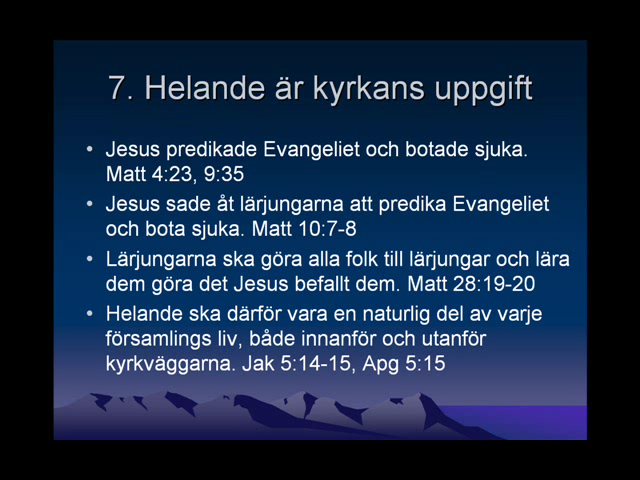 7. Helande är kyrkans uppgift
• Jesus predikade Evangeliet och botade sjuka.
Matt 4:23, 9:35
• Jesus sade åt lärjungarna att predika Evangeliet
och bota sjuka. Matt 10:7-8
• Lärjungarna ska göra alla folk till lärjungar och lära
dem göra det Jesus befallt dem. Matt 28:19-20
• Helande ska därför vara en naturlig del av varje
församlings liv, både innanför och utanför
kyrkväggarna. Jak 5:14-15, Apg 5:15